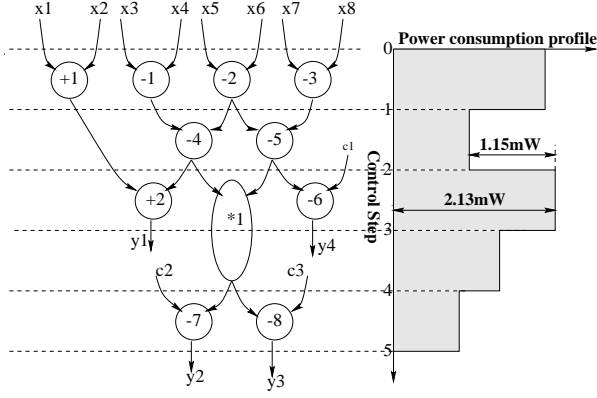 x1 x2 x3 x4 x5 x6 x7 x8
0 Power consumption profile
+1 -1 -2 -3
1
-4 -5
c1
1.15mW
2
+2 *1 -6
2.13mW
Control Step
y1 y4
3
c2 c3
4
-7 -8
5
y2 y3